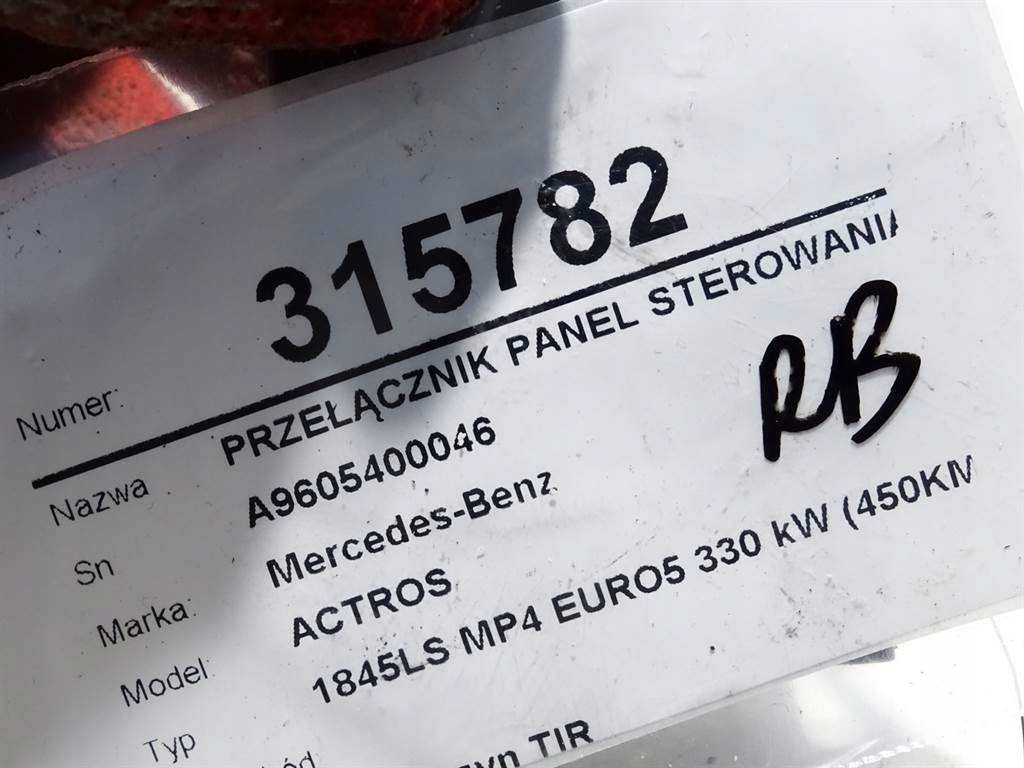 Numer: 315782
Nazwa PRZEŁĄCZNIK PANEL STEROWANIA
Sn A9605400046
Marka: Mercedes-Benz
Model: ACTROS
Typ 1845LS MP4 EURO5 330 kW (450KM
TIR
RB